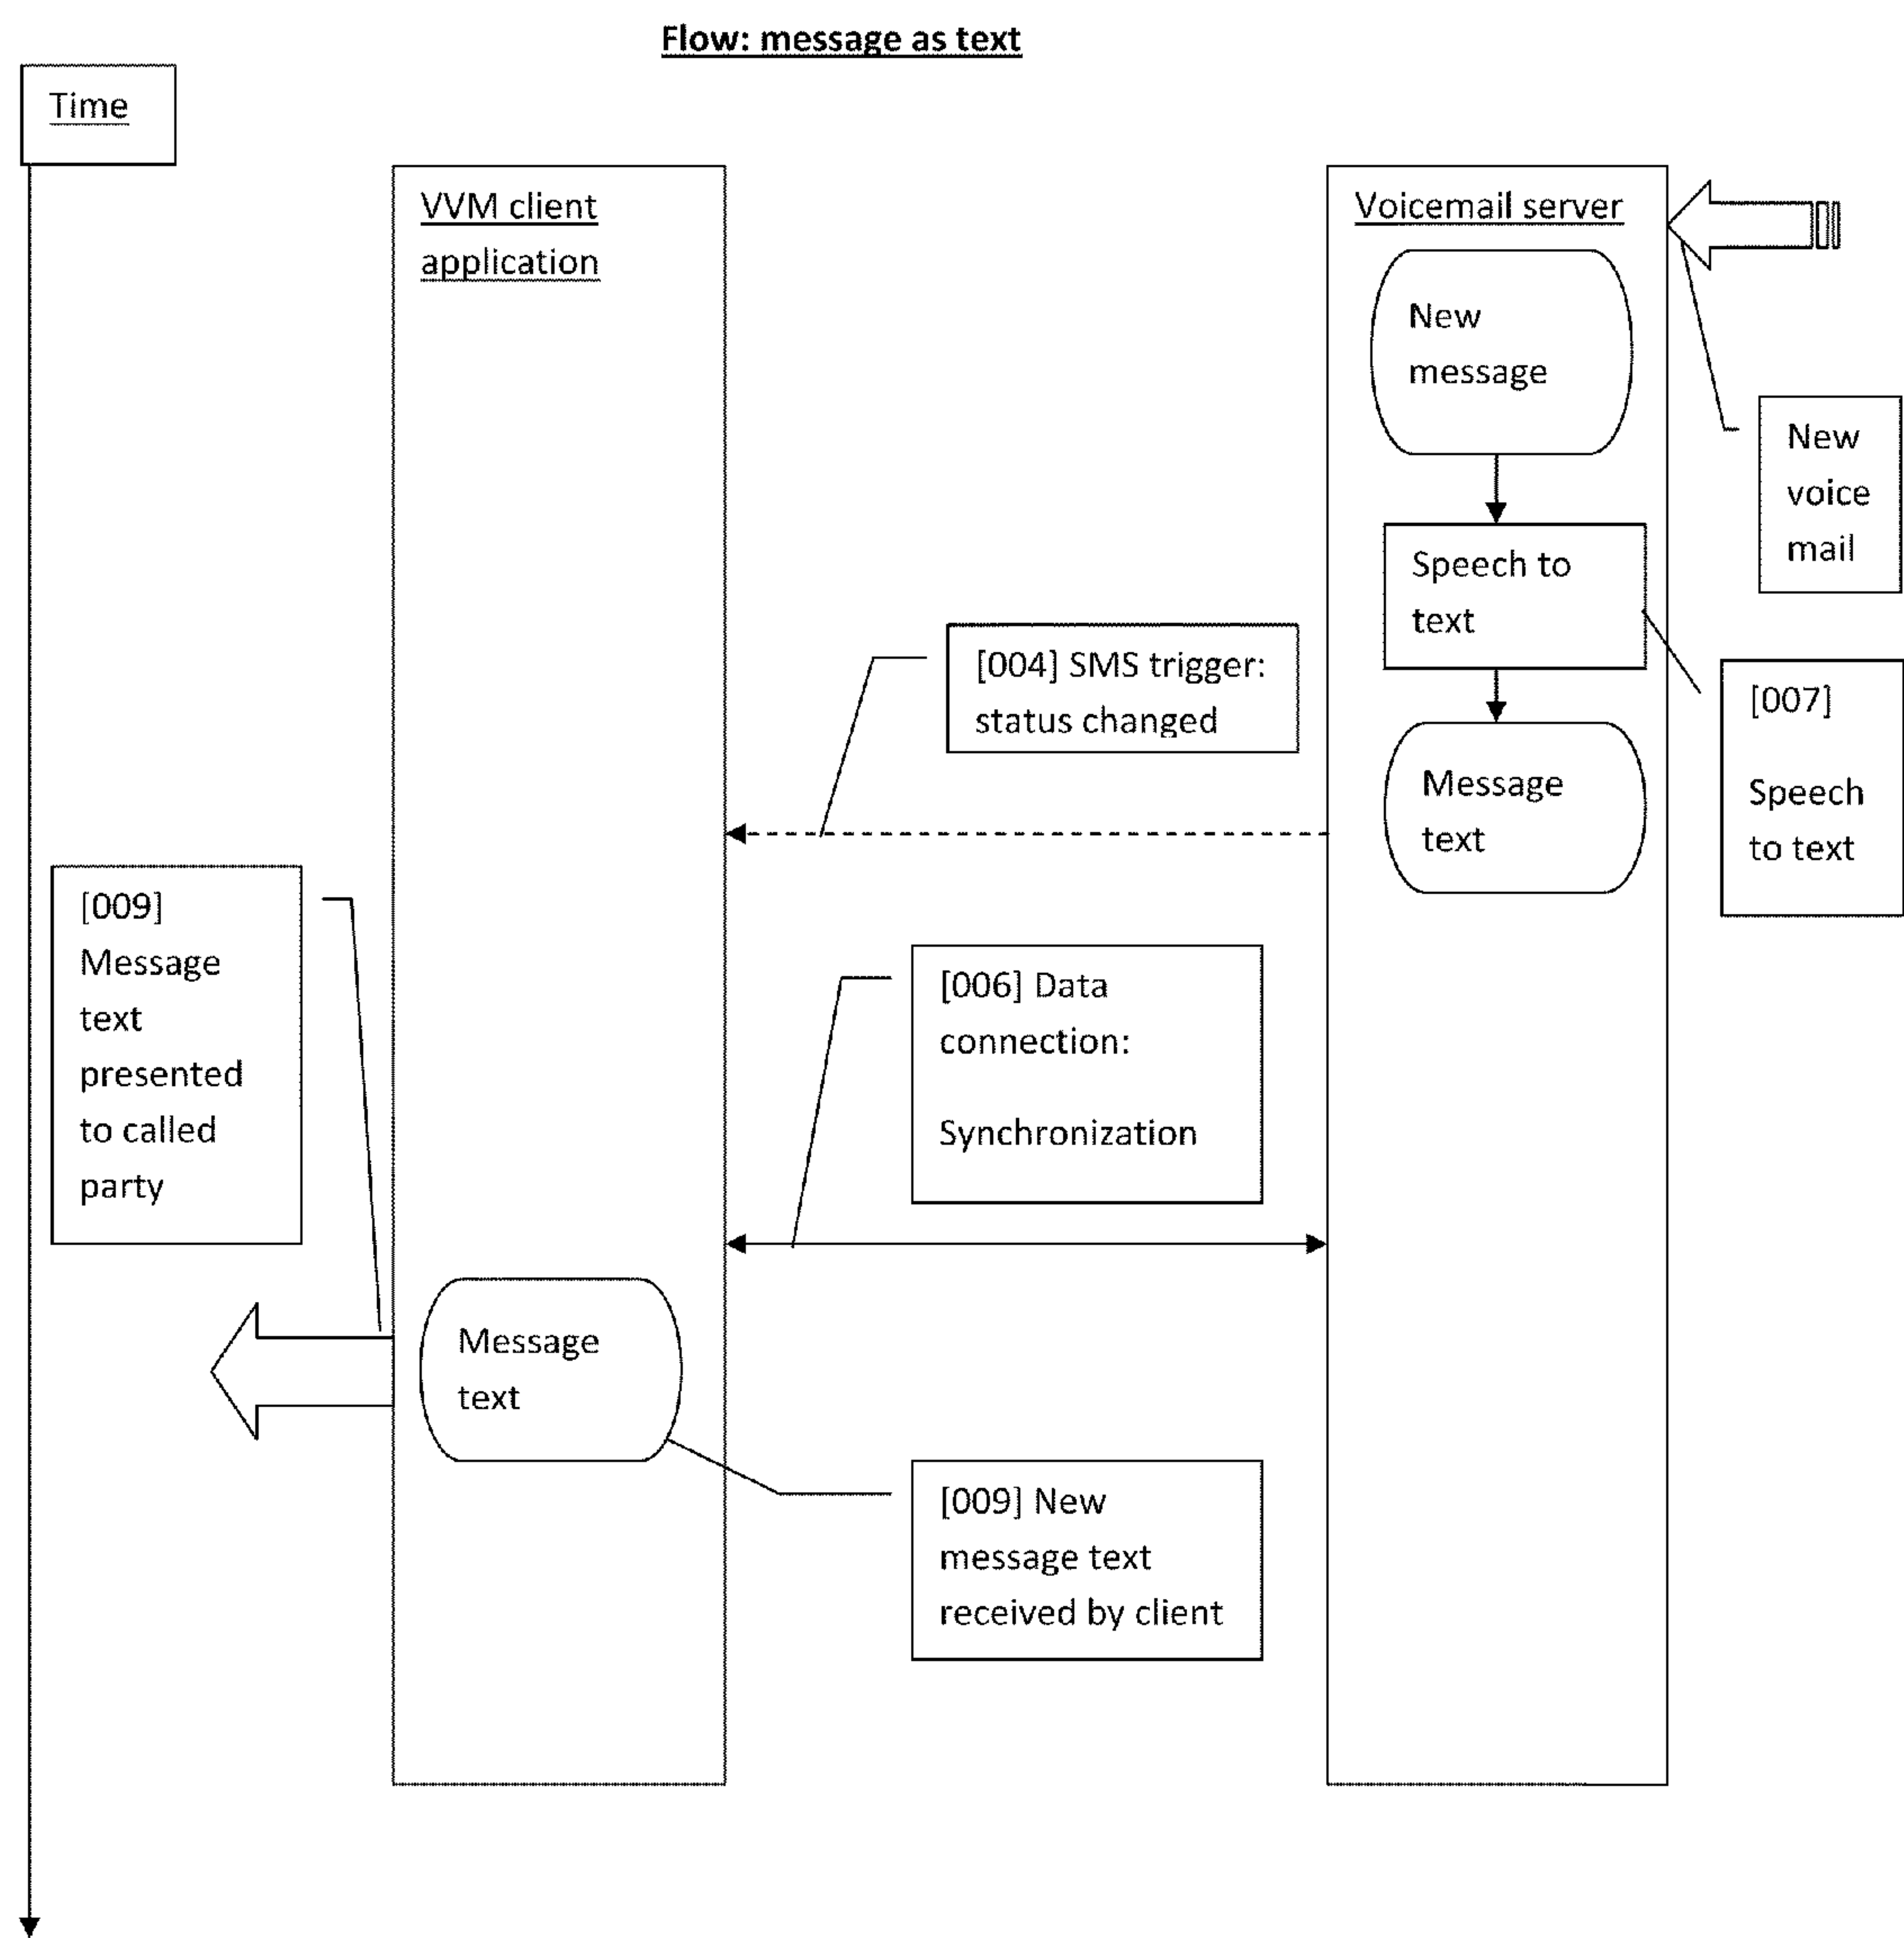 Flow: message as text
Time
VVM client
application
Voicemail server
New
message
New
voice
mail
Speech to
text
[004] SMS trigger:
status changed
[007]
Speech
to text
Message
text
[009]
Message
text
presented
to called
party
[006] Data
connection:
Synchronization
Message
text
[009] New
message text
received by client